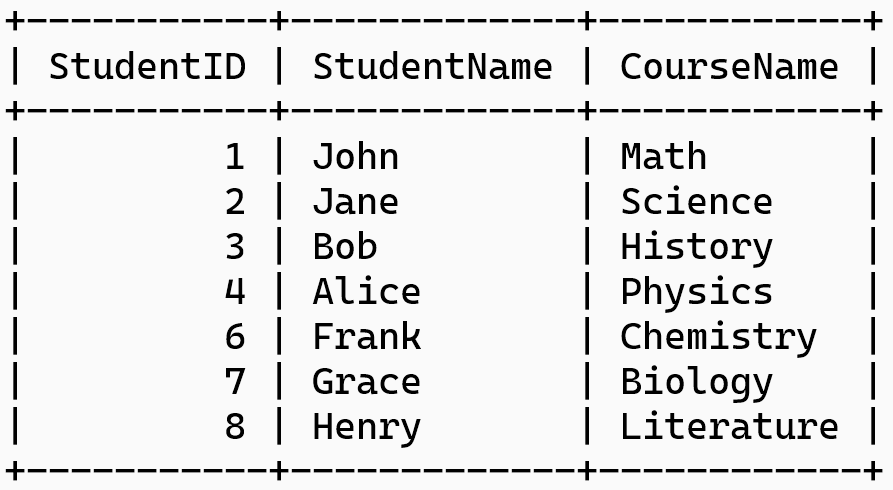 +------------+-------------+------------+
| StudentID | StudentName | CourseName |
+------------+-------------+------------+
|         1 | John        | Math       |
|         2 | Jane        | Science    |
|         3 | Bob         | History    |
|         4 | Alice       | Physics    |
|         6 | Frank       | Chemistry  |
|         7 | Grace       | Biology    |
|         8 | Henry       | Literature |
+------------+-------------+------------+